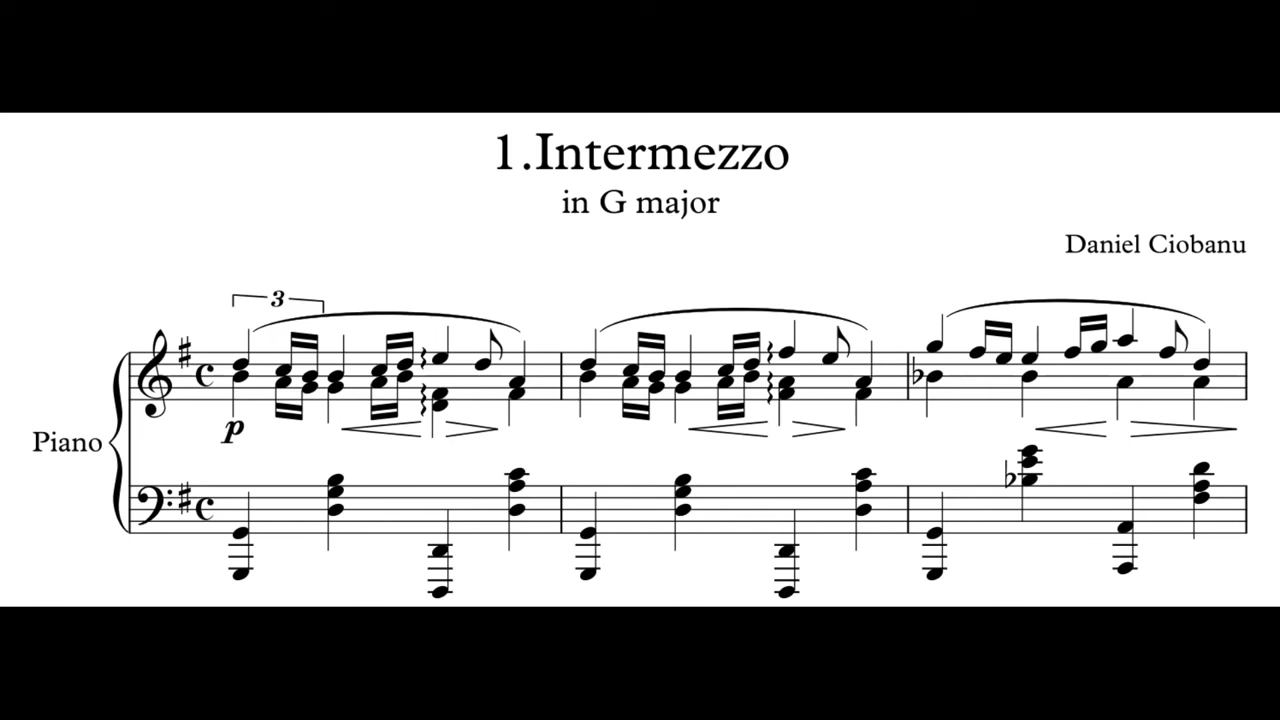 1.Intermezzo
in G major
Daniel Ciobanu
3
Piano
p